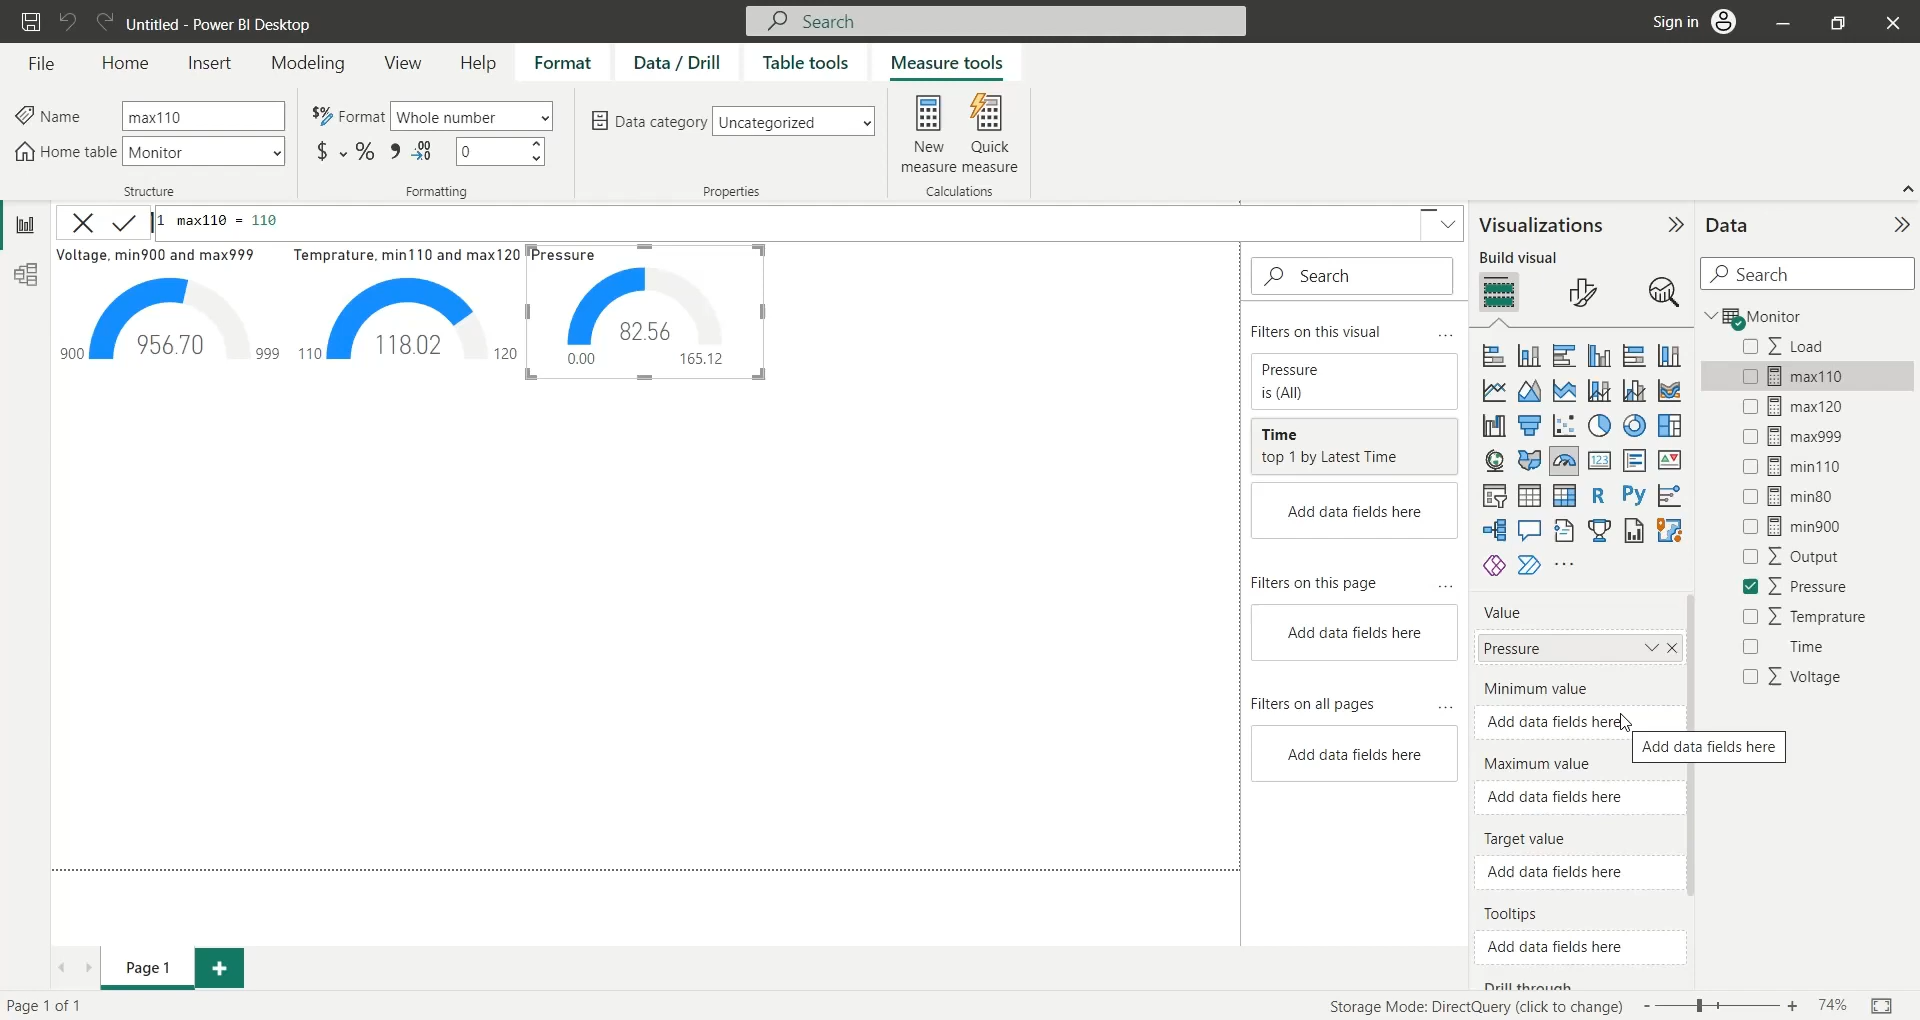 Untitled - Power BI Desktop
Search
Sign in
File Home Insert Modeling View Help Format Data / Drill Table tools Measure tools
Name max110
Home table Monitor
Structure
$% Format Whole number
$ % , .00 0
Formatting
Data category Uncategorized
Properties
New measure
Quick measure
Calculations
1 max110 = 110
Voltage, min900 and max999
900 956.70 999
Temprature, min110 and max120
110 118.02 120
Pressure
82.56
0.00 165.12
Search
Filters on this visual ...
Pressure
is (All)
Time
top 1 by Latest Time
Add data fields here
Filters on this page ...
Add data fields here
Filters on all pages ...
Add data fields here
Visualizations
Build visual
123
R Py
...
Value
Pressure
Minimum value
Add data fields here
Add data fields here
Maximum value
Add data fields here
Target value
Add data fields here
Tooltips
Add data fields here
Drill through
Data
Search
Monitor
Load
max110
max120
max999
min110
min80
min900
Output
Pressure
Temprature
Time
Voltage
Page 1
+
Page 1 of 1
Storage Mode: DirectQuery (click to change)
- + 74%